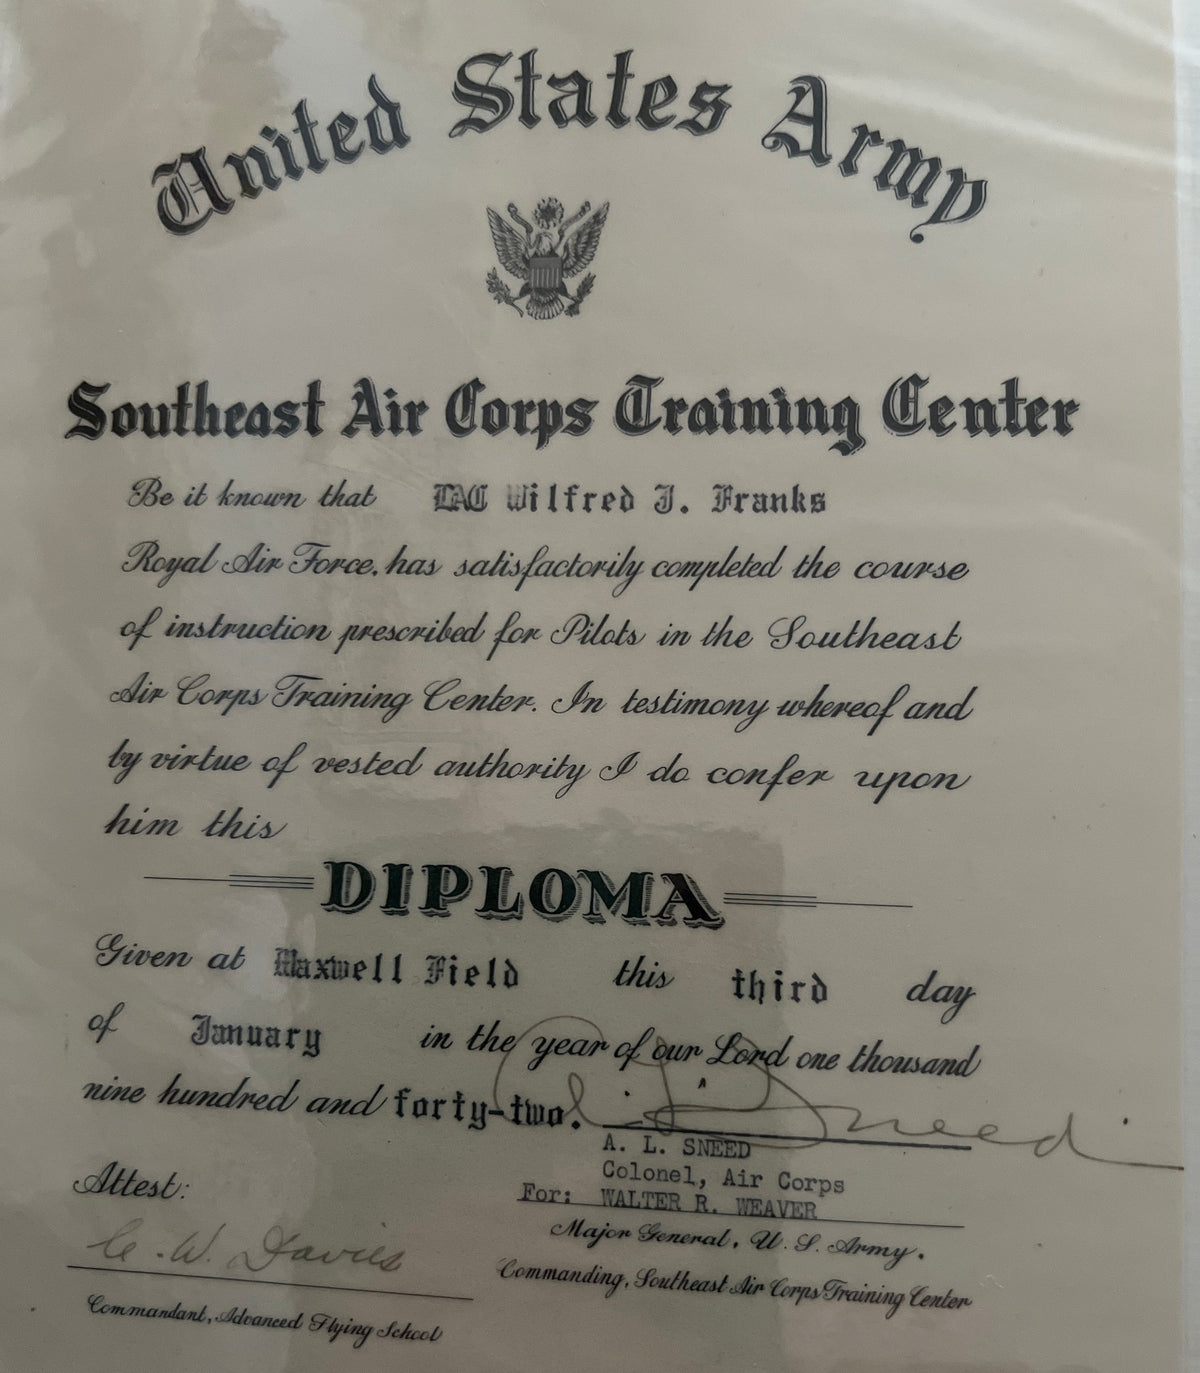 United States Army
Southeast Air Corps Training Center
Be it known that LAC Wilfred J. Franks
Royal Air Force, has satisfactorily completed the course
of instruction prescribed for Pilots in the Southeast
Air Corps Training Center. In testimony whereof and
by virtue of vested authority I do confer upon
him this
DIPLOMA
Given at Maxwell Field this third day
of January in the year of our Lord one thousand
nine hundred and forty-two.
A. L. Sneed
A. L. SNEED
Colonel, Air Corps
Attest:
For: WALTER R. WEAVER
Major General, U. S. Army.
C. W. Davies
Commanding, Southeast Air Corps Training Center
Commandant, Advanced Flying School